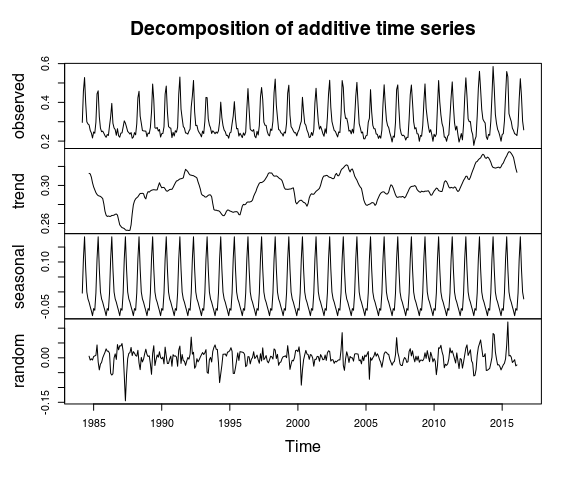 Decomposition of additive time series
observed
0.2 0.4 0.6
trend
0.26 0.30
seasonal
-0.05 0.10
random
-0.15 0.00
1985 1990 1995 2000 2005 2010 2015
Time